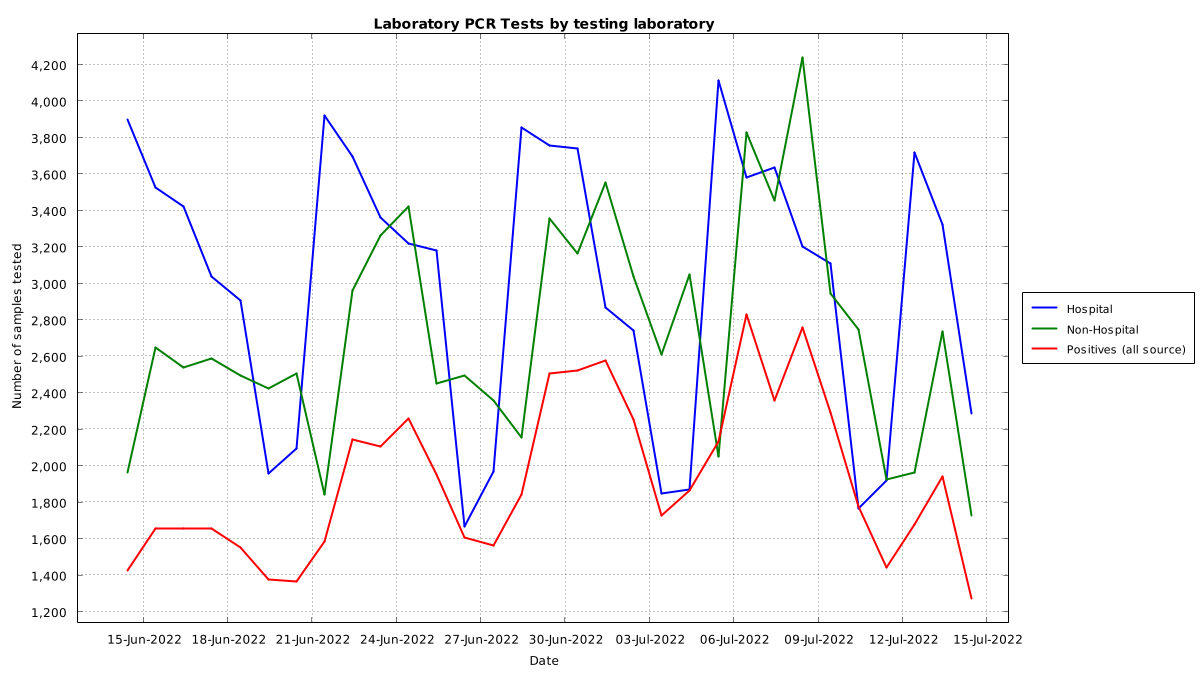 Laboratory PCR Tests by testing laboratory
Number of samples tested
4,200
4,000
3,800
3,600
3,400
3,200
3,000
2,800
2,600
2,400
2,200
2,000
1,800
1,600
1,400
1,200
Hospital
Non-Hospital
Positives (all source)
15-Jun-2022 18-Jun-2022 21-Jun-2022 24-Jun-2022 27-Jun-2022 30-Jun-2022 03-Jul-2022 06-Jul-2022 09-Jul-2022 12-Jul-2022 15-Jul-2022
Date